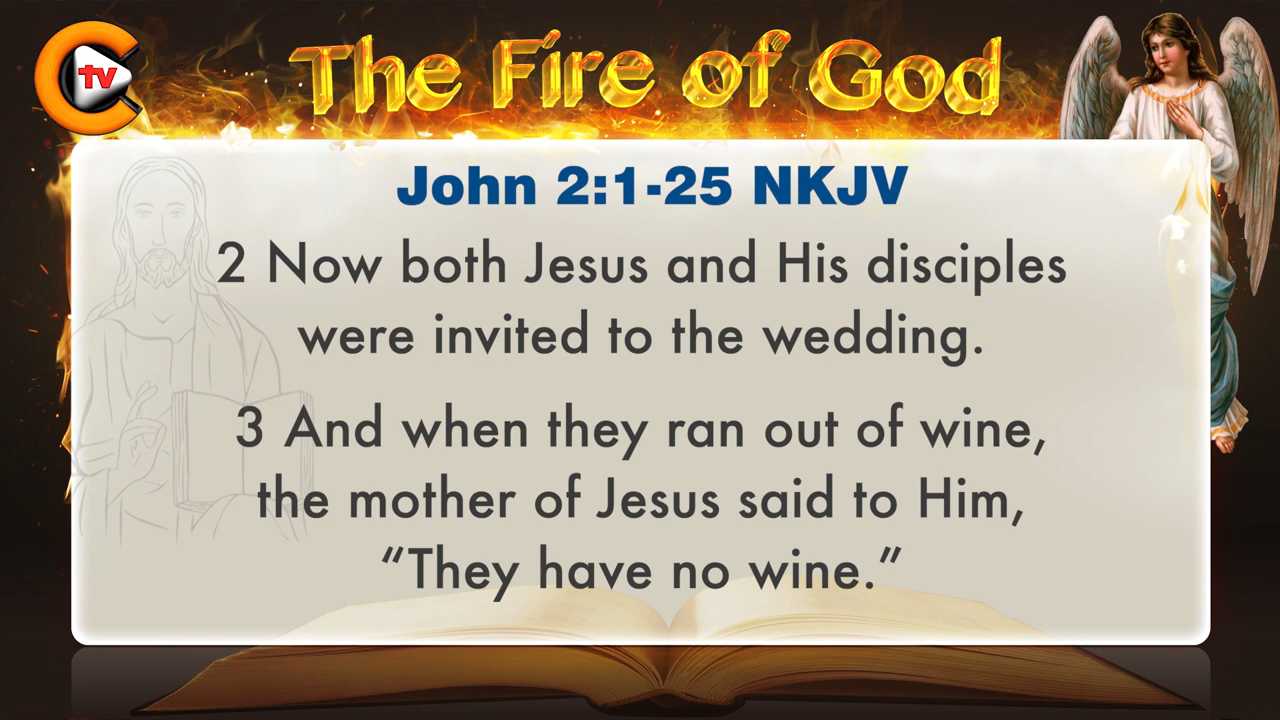 tv
The Fire of God
John 2:1-25 NKJV
2 Now both Jesus and His disciples
were invited to the wedding.
3 And when they ran out of wine,
the mother of Jesus said to Him,
“They have no wine.”